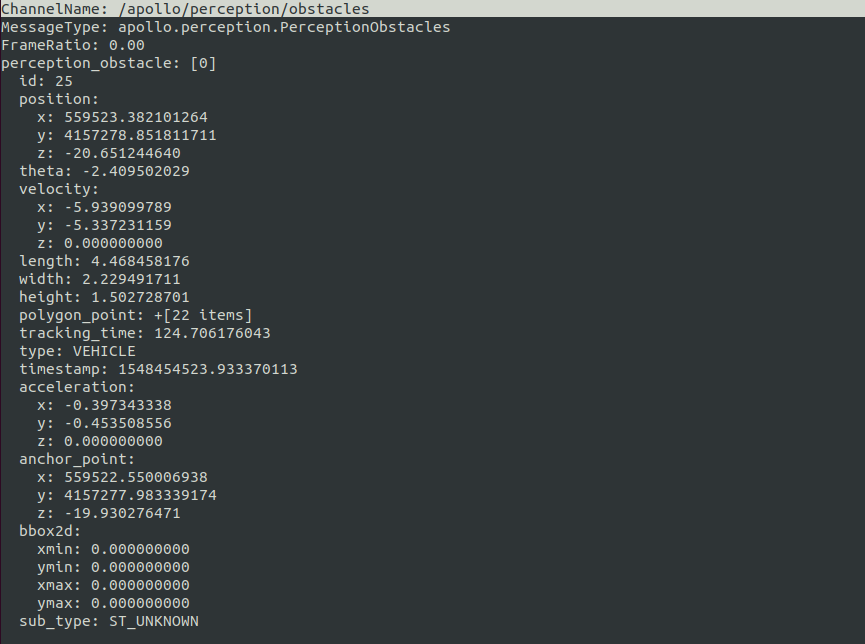 ChannelName: /apollo/perception/obstacles
MessageType: apollo.perception.PerceptionObstacles
FrameRatio: 0.00
perception_obstacle: [0]
  id: 25
  position:
    x: 559523.382101264
    y: 4157278.851811711
    z: -20.651244640
  theta: -2.409502029
  velocity:
    x: -5.939099789
    y: -5.337231159
    z: 0.000000000
  length: 4.468458176
  width: 2.229491711
  height: 1.502728701
  polygon_point: +[22 items]
  tracking_time: 124.706176043
  type: VEHICLE
  timestamp: 1548454523.933370113
  acceleration:
    x: -0.397343338
    y: -0.453508556
    z: 0.000000000
  anchor_point:
    x: 559522.550006938
    y: 4157277.983339174
    z: -19.930276471
  bbox2d:
    xmin: 0.000000000
    ymin: 0.000000000
    xmax: 0.000000000
    ymax: 0.000000000
  sub_type: ST_UNKNOWN